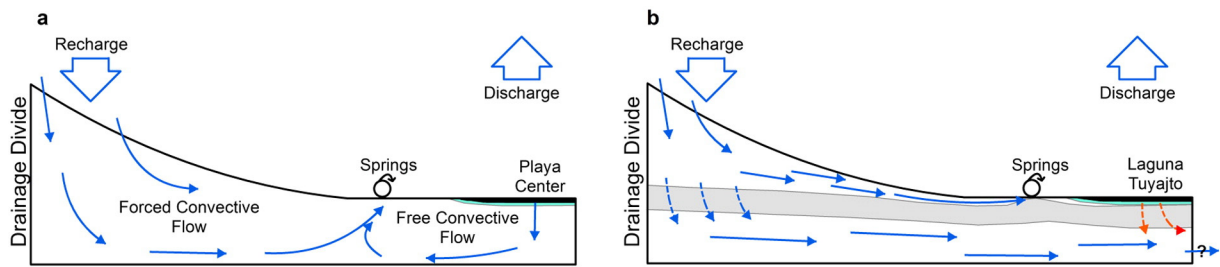 a
Recharge
Discharge
Drainage Divide
Springs
Playa
Center
Forced Convective
Flow
Free Convective
Flow
b
Recharge
Discharge
Drainage Divide
Springs
Laguna
Tuyajto
?